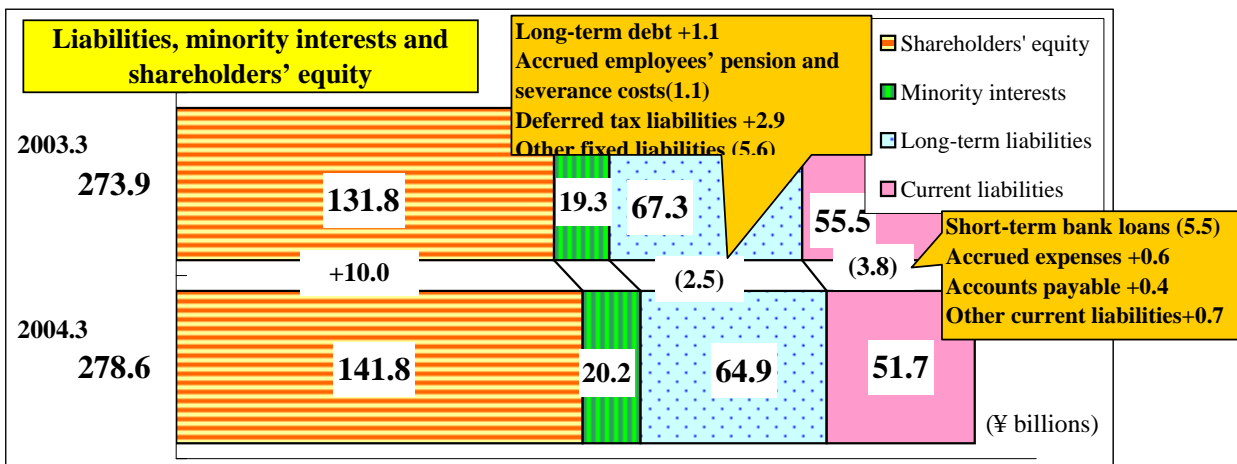 Liabilities, minority interests and
shareholders’ equity
Long-term debt +1.1
Accrued employees’ pension and
severance costs(1.1)
Deferred tax liabilities +2.9
Other fixed liabilities (5.6)
Shareholders' equity
Minority interests
Long-term liabilities
Current liabilities
2003.3
273.9
131.8
19.3
67.3
55.5
+10.0
(2.5)
(3.8)
Short-term bank loans (5.5)
Accrued expenses +0.6
Accounts payable +0.4
Other current liabilities+0.7
2004.3
278.6
141.8
20.2
64.9
51.7
(¥ billions)